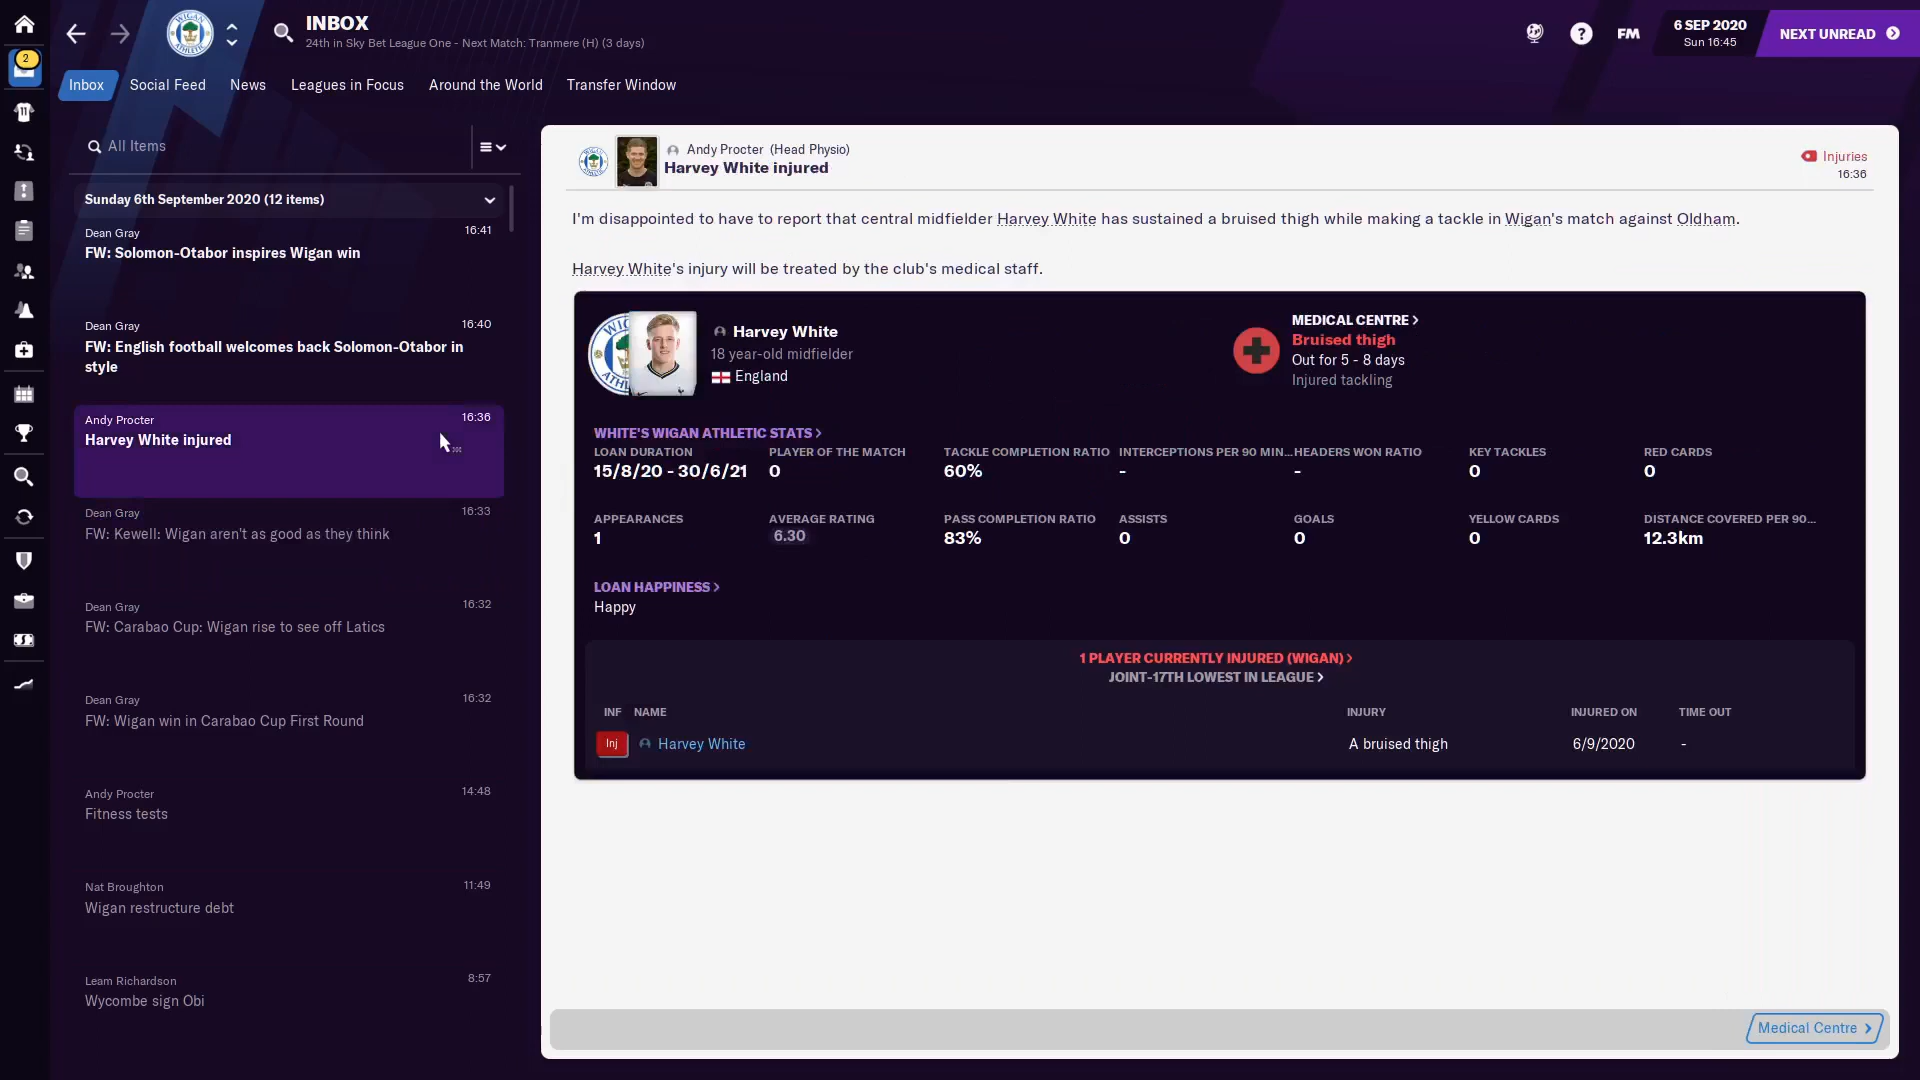 INBOX
24th in Sky Bet League One - Next Match: Tranmere (H) (3 days)
FM
6 SEP 2020
Sun 16:45
NEXT UNREAD
2
Inbox
Social Feed
News
Leagues in Focus
Around the World
Transfer Window
All Items
Sunday 6th September 2020 (12 items)
Dean Gray
16:41
FW: Solomon-Otabor inspires Wigan win
Dean Gray
16:40
FW: English football welcomes back Solomon-Otabor in
style
Andy Procter
16:36
Harvey White injured
Dean Gray
16:33
FW: Kewell: Wigan aren't as good as they think
Dean Gray
16:32
FW: Carabao Cup: Wigan rise to see off Latics
Dean Gray
16:32
FW: Wigan win in Carabao Cup First Round
Andy Procter
14:48
Fitness tests
Nat Broughton
11:49
Wigan restructure debt
Leam Richardson
8:57
Wycombe sign Obi
Andy Procter (Head Physio)
Harvey White injured
Injuries
16:36
I'm disappointed to have to report that central midfielder Harvey White has sustained a bruised thigh while making a tackle in Wigan's match against Oldham.
Harvey White's injury will be treated by the club's medical staff.
Harvey White
18 year-old midfielder
England
MEDICAL CENTRE >
Bruised thigh
Out for 5 - 8 days
Injured tackling
WHITE'S WIGAN ATHLETIC STATS >
LOAN DURATION PLAYER OF THE MATCH TACKLE COMPLETION RATIO INTERCEPTIONS PER 90 MIN... HEADERS WON RATIO KEY TACKLES RED CARDS
15/8/20 - 30/6/21 0 60% - - 0 0
APPEARANCES AVERAGE RATING PASS COMPLETION RATIO ASSISTS GOALS YELLOW CARDS DISTANCE COVERED PER 90...
1 6.30 83% 0 0 0 12.3km
LOAN HAPPINESS >
Happy
1 PLAYER CURRENTLY INJURED (WIGAN) >
JOINT-17TH LOWEST IN LEAGUE >
INF NAME INJURY INJURED ON TIME OUT
Inj Harvey White A bruised thigh 6/9/2020 -
Medical Centre >